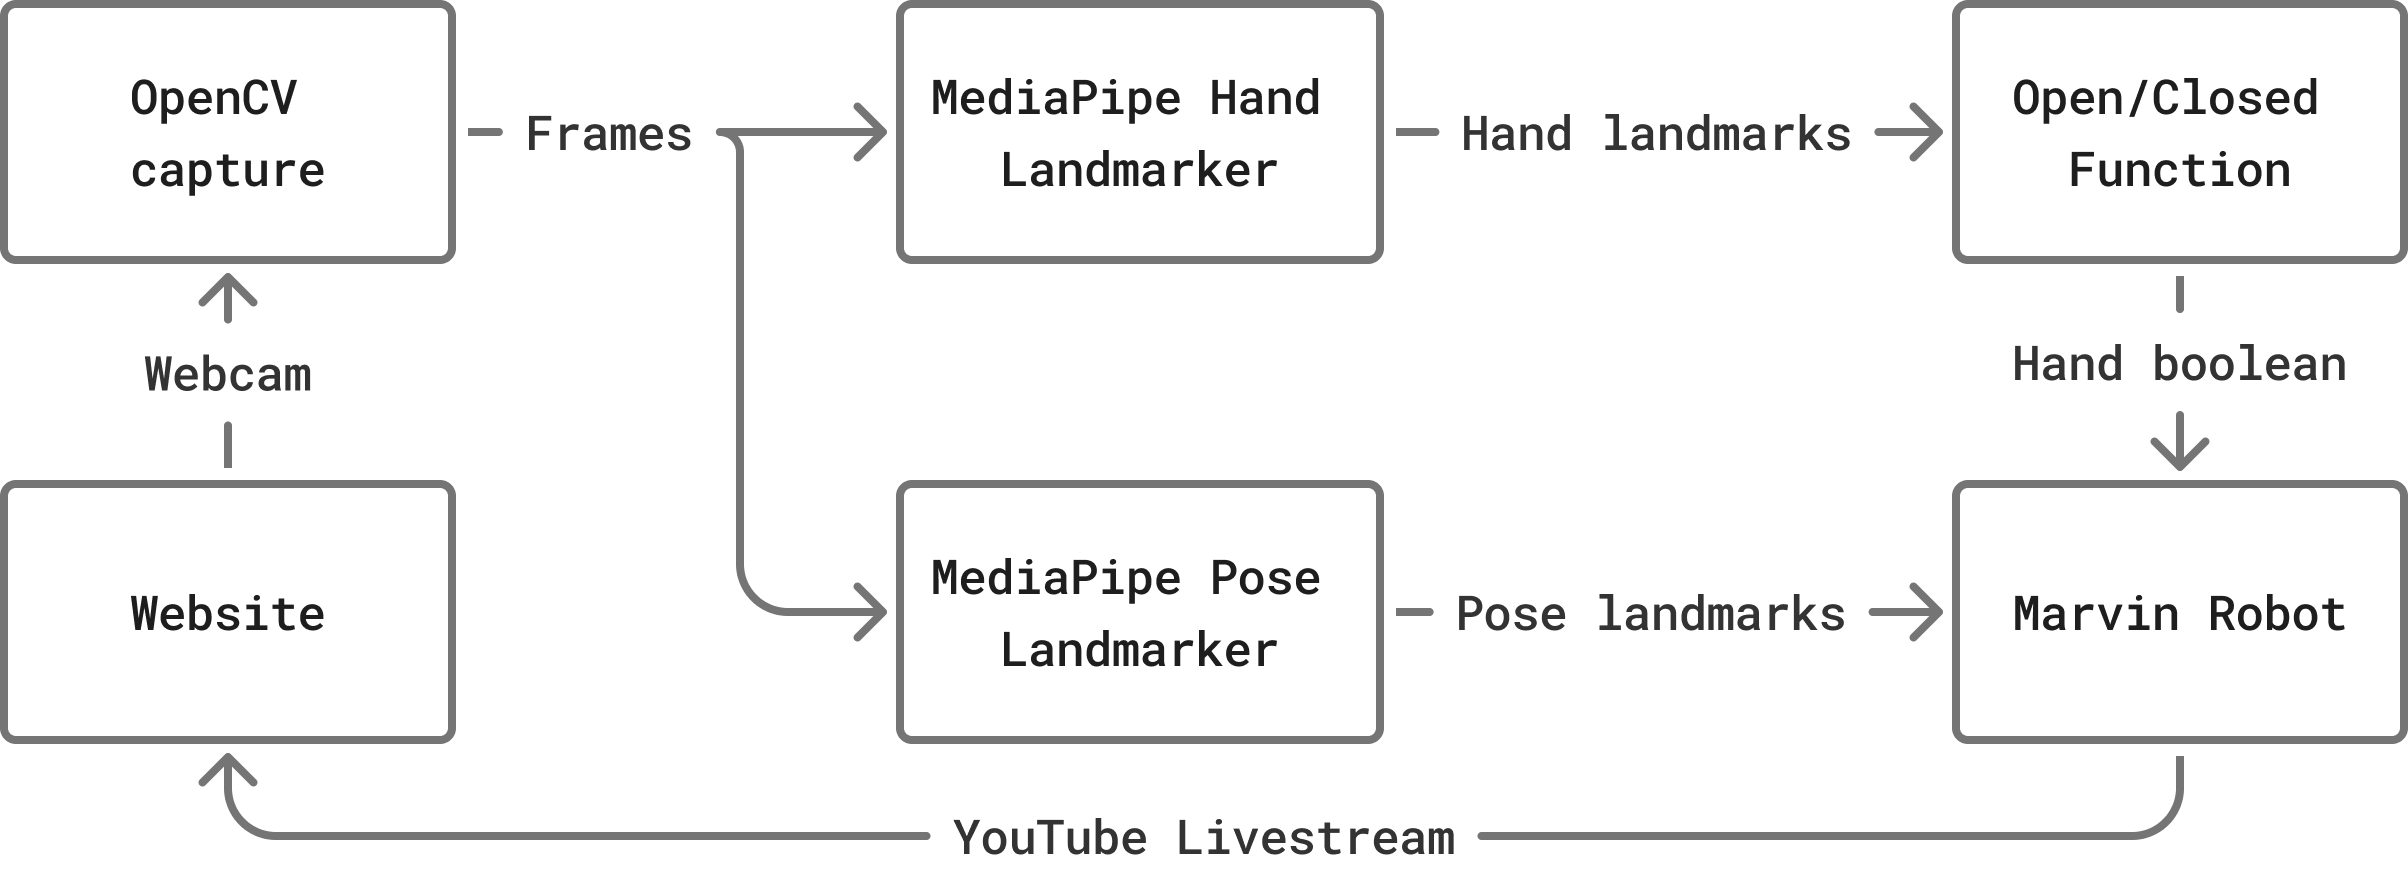 OpenCV
capture
Frames
MediaPipe Hand
Landmarker
Hand landmarks
Open/Closed
Function
Webcam
Hand boolean
Website
MediaPipe Pose
Landmarker
Pose landmarks
Marvin Robot
YouTube Livestream